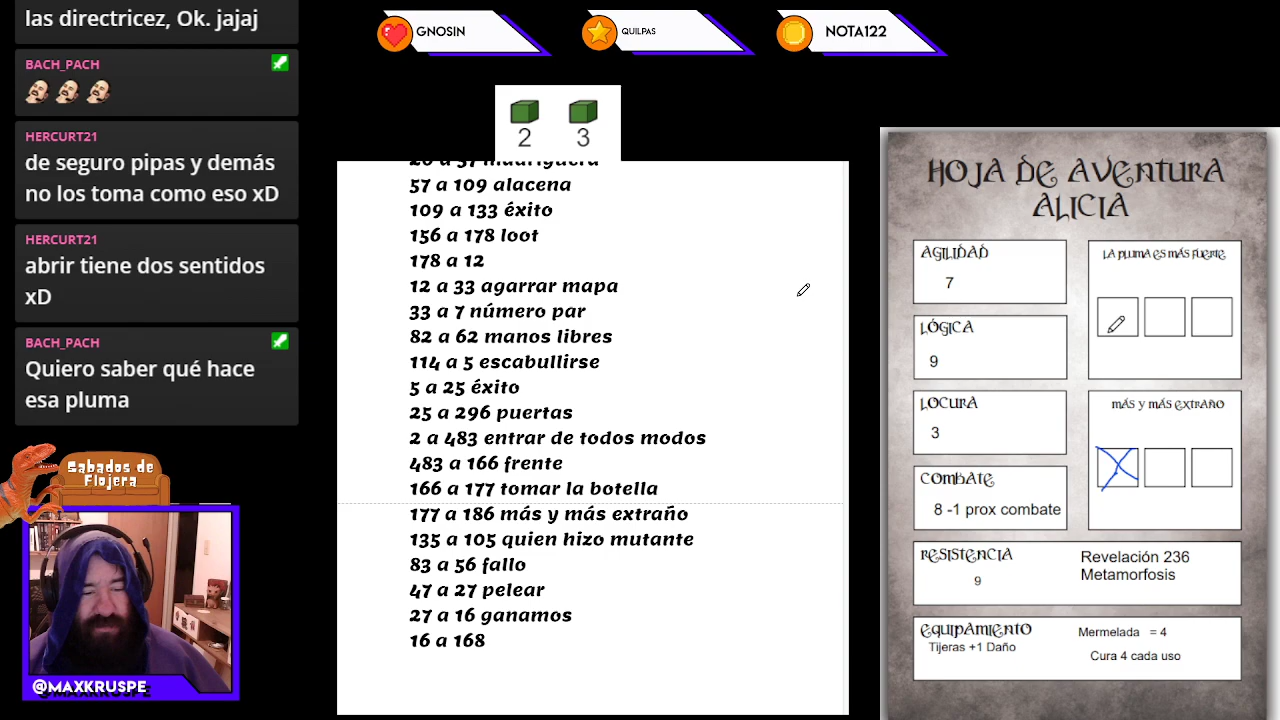 las directricez, Ok. jajaj
BACH_PACH
HERCURT21
de seguro pipas y demás
no los toma como eso xD
HERCURT21
abrir tiene dos sentidos
xD
BACH_PACH
Quiero saber qué hace
esa pluma
Sabados de
Flojera
@MAXKRUSPE
GNOSIN
QUILPAS
NOTA122
2 3
57 a 109 alacena
109 a 133 éxito
156 a 178 loot
178 a 12
12 a 33 agarrar mapa
33 a 7 número par
82 a 62 manos libres
114 a 5 escabullirse
5 a 25 éxito
25 a 296 puertas
2 a 483 entrar de todos modos
483 a 166 frente
166 a 177 tomar la botella
177 a 186 más y más extraño
135 a 105 quien hizo mutante
83 a 56 fallo
47 a 27 pelear
27 a 16 ganamos
16 a 168
HOJA DE AVENTURA
ALICIA
AGILIDAD
7
LÓGICA
9
LOCURA
3
COMBATE
8 -1 prox combate
LA PLUMA ES MÁS FUERTE
MÁS Y MÁS EXTRAÑO
RESISTENCIA
9
Revelación 236
Metamorfosis
EQUIPAMIENTO
Tijeras +1 Daño
Mermelada = 4
Cura 4 cada uso